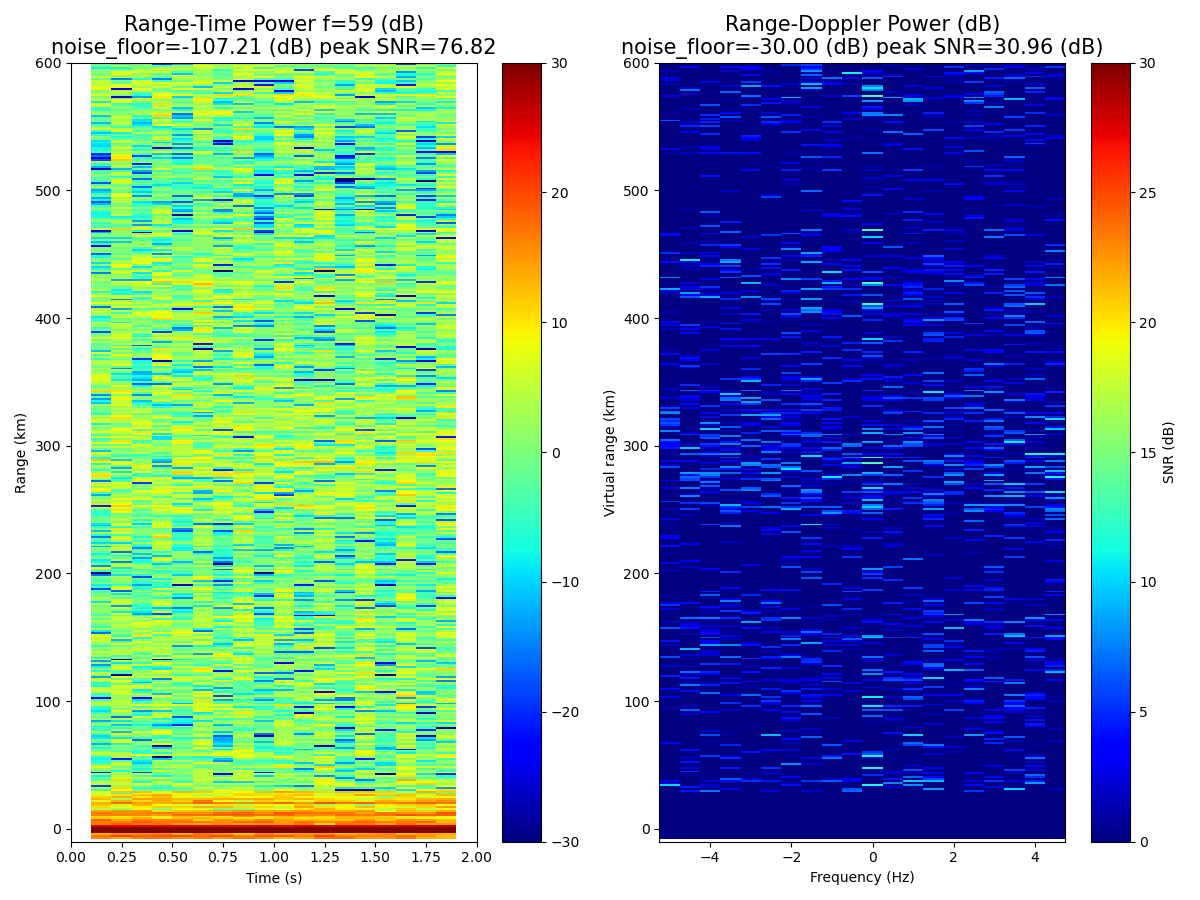 Range-Time Power f=59 (dB)
noise_floor=-107.21 (dB) peak SNR=76.82
600
500
400
300
200
100
0
Range (km)
0.00 0.25 0.50 0.75 1.00 1.25 1.50 1.75 2.00
Time (s)
30
20
10
0
−10
−20
−30
Range-Doppler Power (dB)
noise_floor=-30.00 (dB) peak SNR=30.96 (dB)
600
500
400
300
200
100
0
Virtual range (km)
−4 −2 0 2 4
Frequency (Hz)
30
25
20
15
10
5
0
SNR (dB)